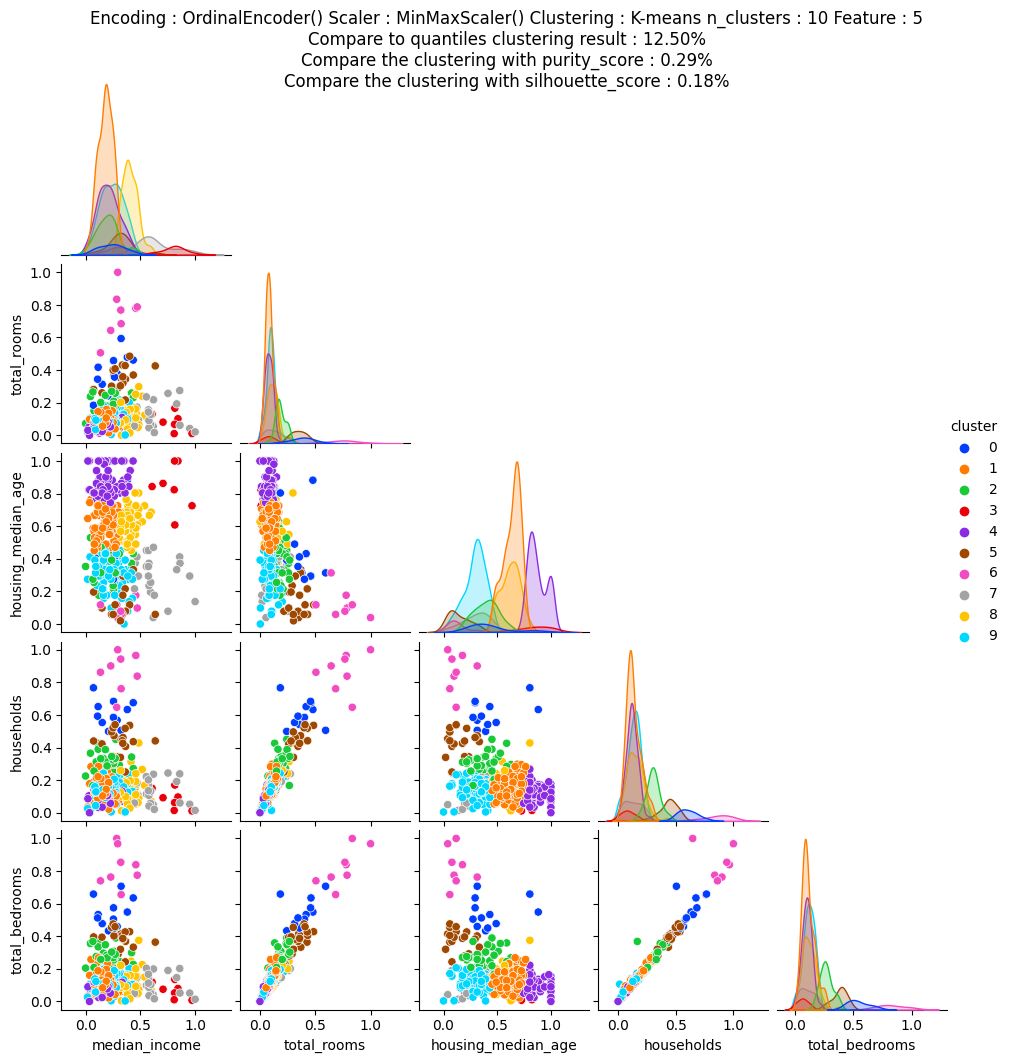 Encoding : OrdinalEncoder() Scaler : MinMaxScaler() Clustering : K-means n_clusters : 10 Feature : 5
Compare to quantiles clustering result : 12.50%
Compare the clustering with purity_score : 0.29%
Compare the clustering with silhouette_score : 0.18%
1.0
0.8
0.6
0.4
0.2
0.0
total_rooms
1.0
0.8
0.6
0.4
0.2
0.0
housing_median_age
cluster
0
1
2
3
4
5
6
7
8
9
1.0
0.8
0.6
0.4
0.2
0.0
households
1.0
0.8
0.6
0.4
0.2
0.0
total_bedrooms
0.0 0.5 1.0
0.0 0.5 1.0
0.0 0.5 1.0
0.0 0.5 1.0
0.0 0.5 1.0
median_income
total_rooms
housing_median_age
households
total_bedrooms